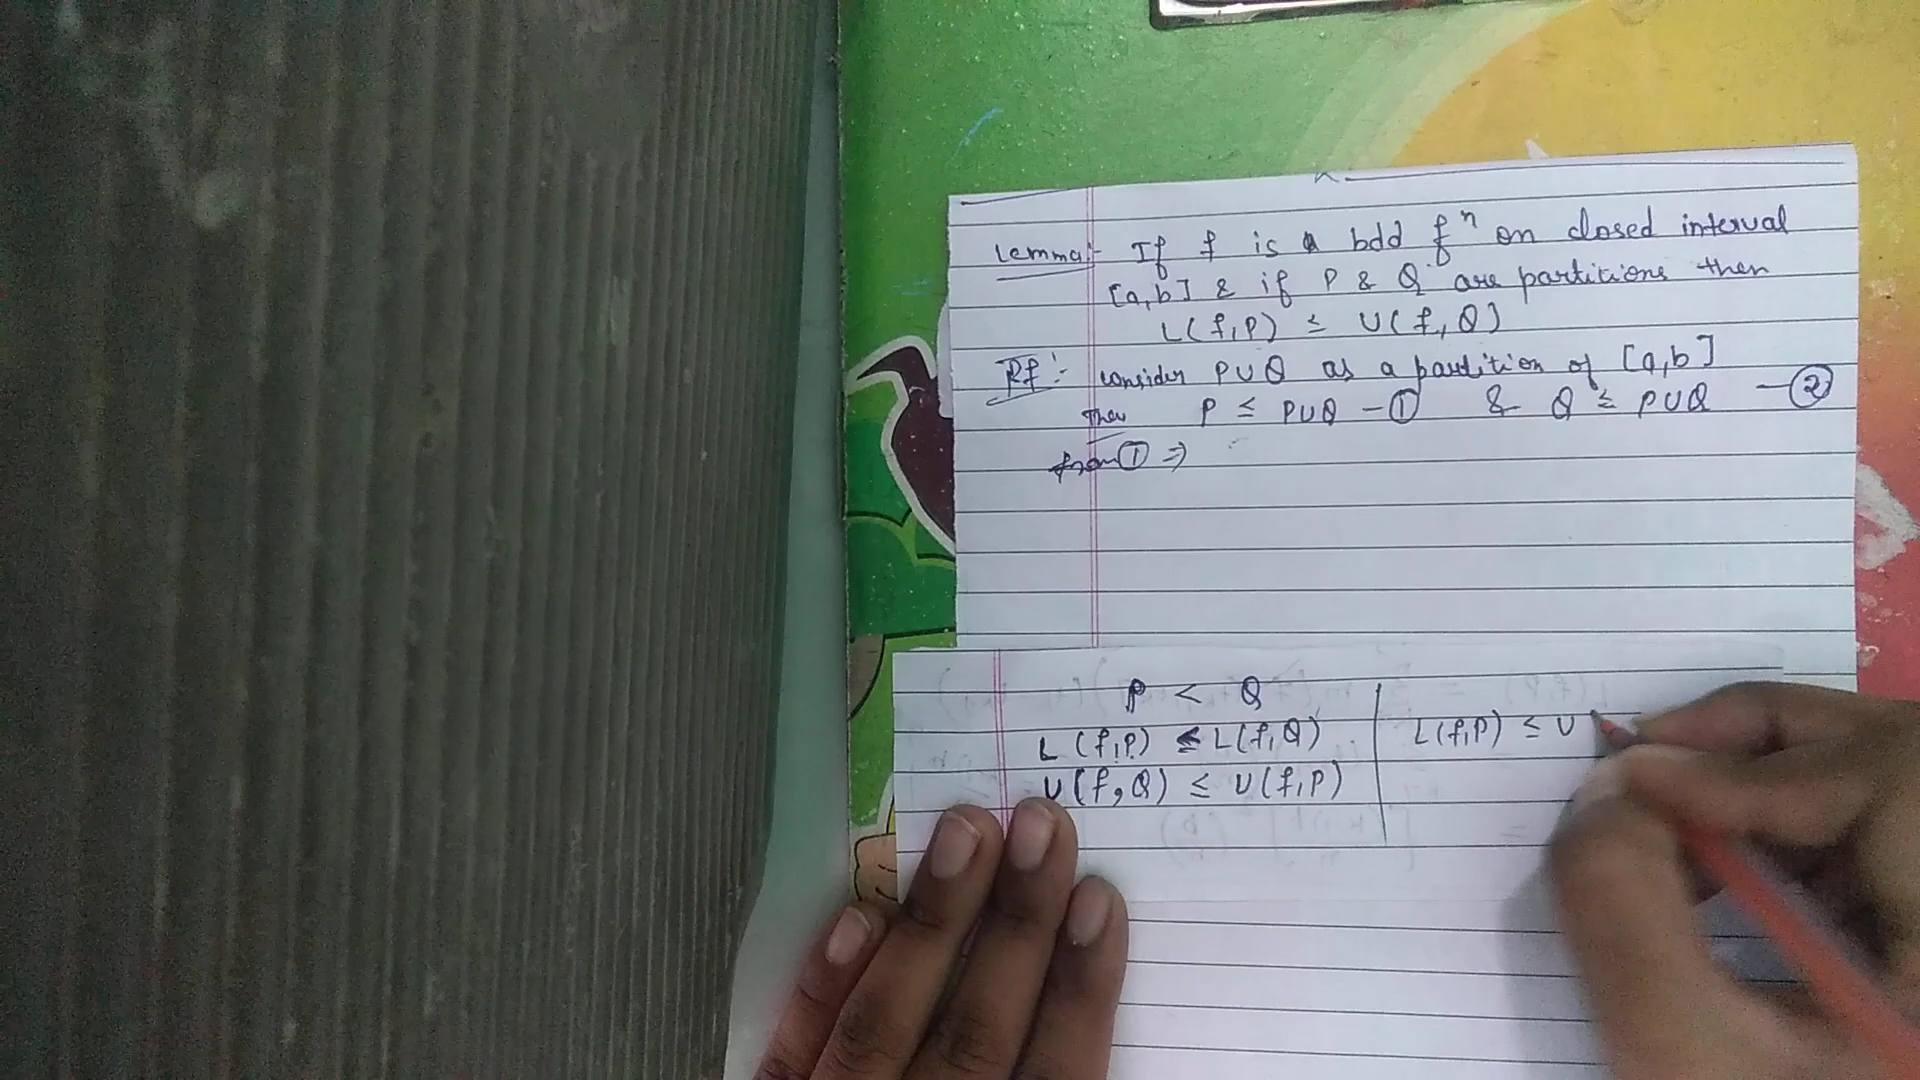 Lemma:- If f is a bdd fⁿ on closed interval
[a,b] & if P & Q are partitions then
L(f,P) ≤ U(f,Q)
Pf:- consider P∪Q as a partition of [a,b]
Then P ≤ P∪Q -① & Q ≤ P∪Q -②
from ① ⇒
P < Q
L(f,P) ≤ L(f,Q)
U(f,Q) ≤ U(f,P)
L(f,P) ≤ U